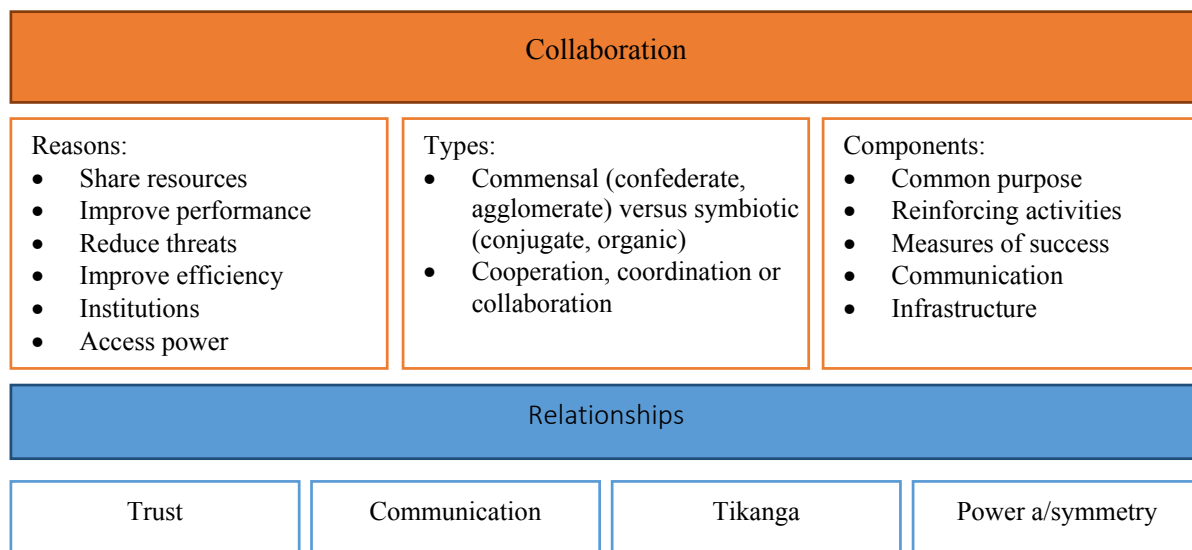 Collaboration
Reasons:
• Share resources
• Improve performance
• Reduce threats
• Improve efficiency
• Institutions
• Access power
Types:
• Commensal (confederate,
agglomerate) versus symbiotic
(conjugate, organic)
• Cooperation, coordination or
collaboration
Components:
• Common purpose
• Reinforcing activities
• Measures of success
• Communication
• Infrastructure
Relationships
Trust
Communication
Tikanga
Power a/symmetry